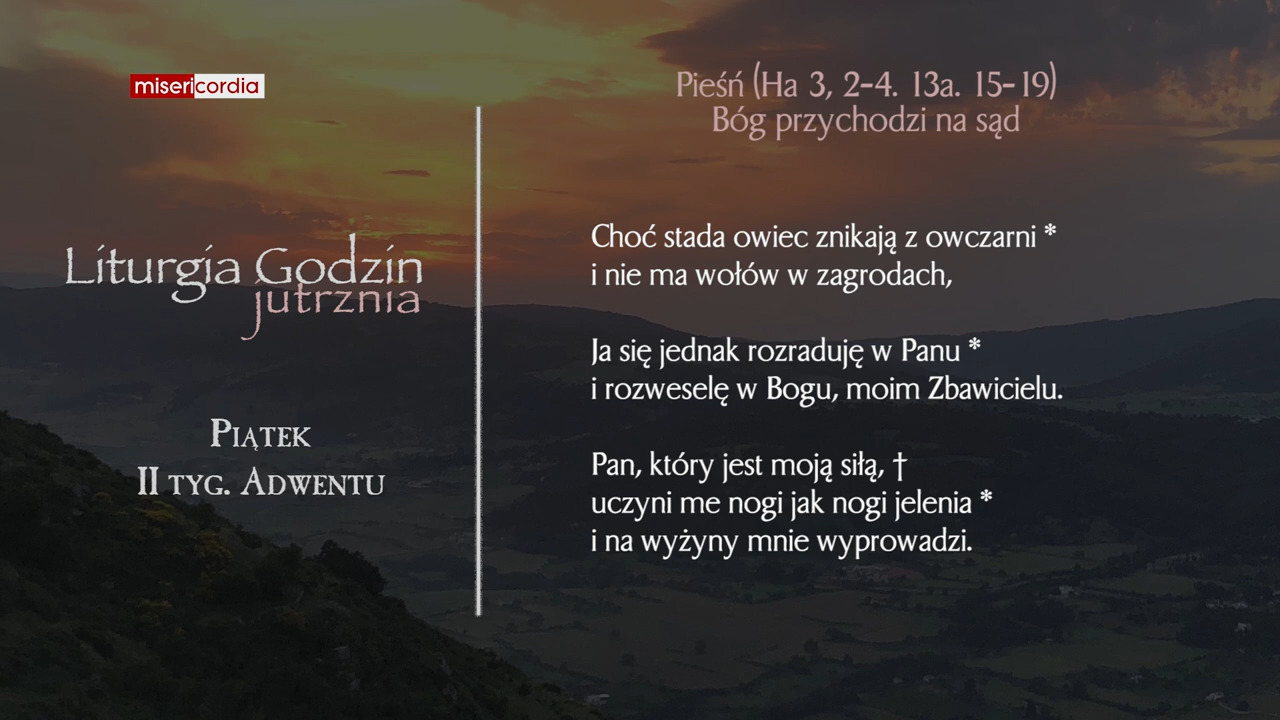 misericordia
Liturgia Godzin
jutrznia
Piątek
II tyg. Adwentu
Pieśń (Ha 3, 2-4. 13a. 15-19)
Bóg przychodzi na sąd
Choć stada owiec znikają z owczarni *
i nie ma wołów w zagrodach,
Ja się jednak rozraduję w Panu *
i rozweselę w Bogu, moim Zbawicielu.
Pan, który jest moją siłą, †
uczyni me nogi jak nogi jelenia *
i na wyżyny mnie wyprowadzi.